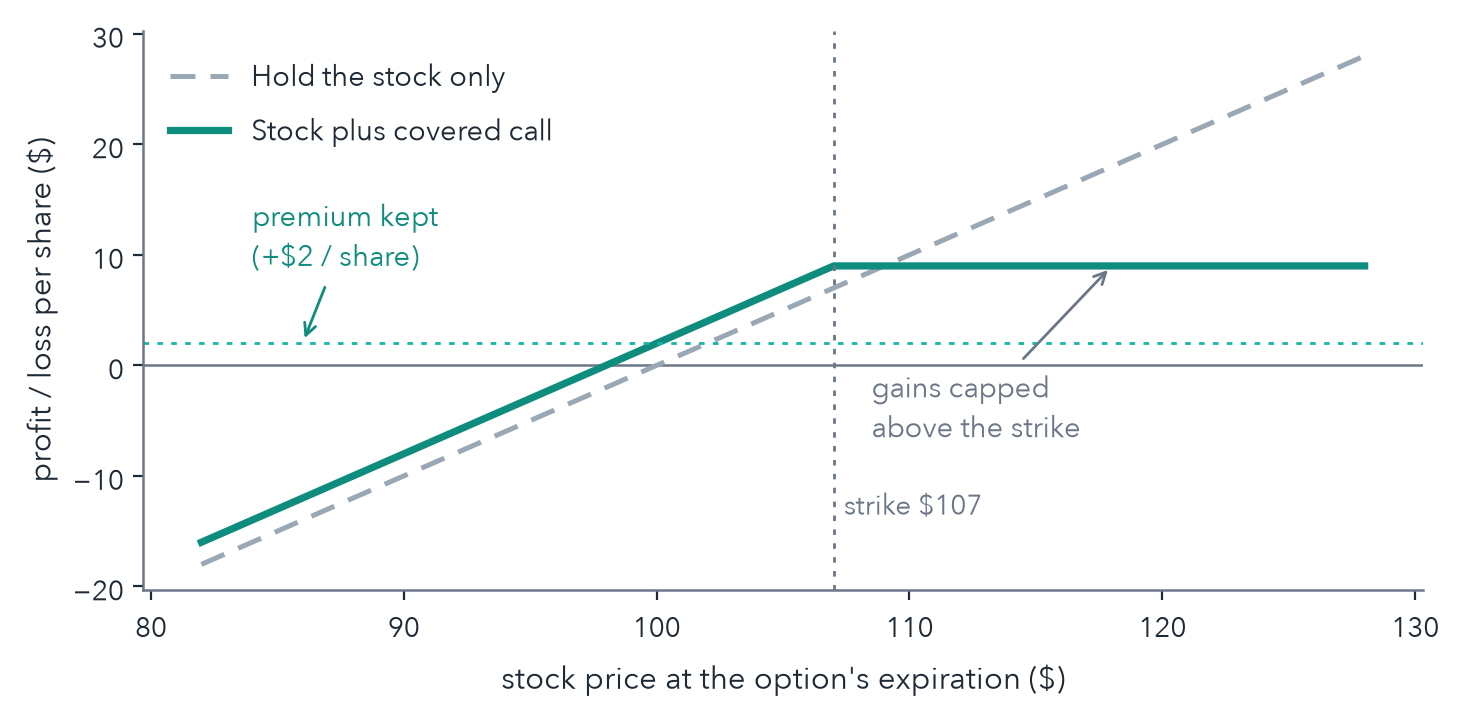 30
20
10
0
−10
−20
profit / loss per share ($)
Hold the stock only
Stock plus covered call
premium kept
(+$2 / share)
gains capped
above the strike
strike $107
80 90 100 110 120 130
stock price at the option's expiration ($)